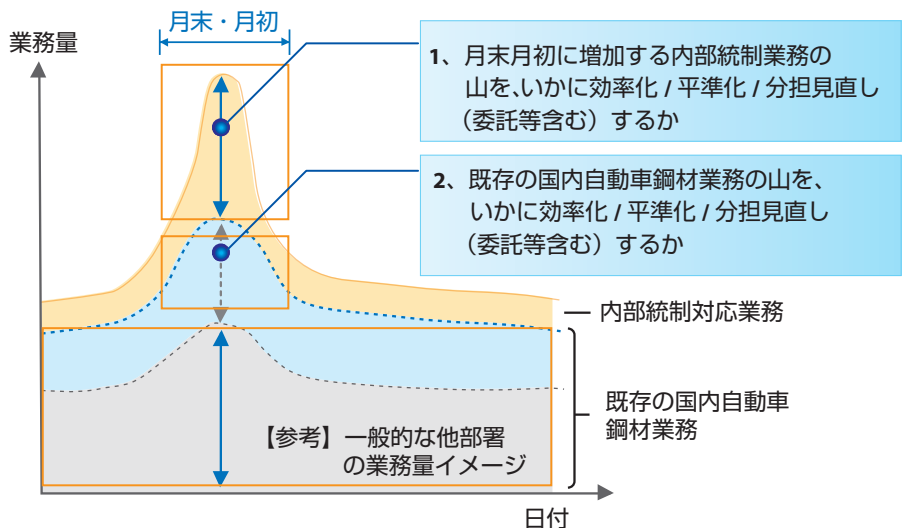 月末・月初
業務量
1、月末月初に増加する内部統制業務の
山を、いかに効率化 / 平準化 / 分担見直し
（委託等含む）するか
2、既存の国内自動車鋼材業務の山を、
いかに効率化 / 平準化 / 分担見直し
（委託等含む）するか
内部統制対応業務
既存の国内自動車
鋼材業務
【参考】一般的な他部署
の業務量イメージ
日付